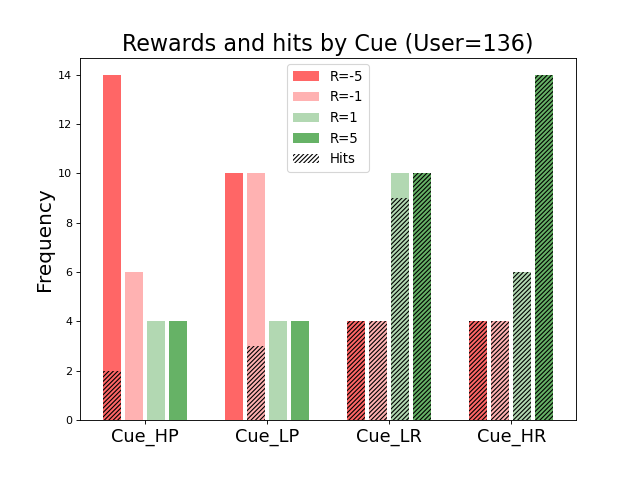 Rewards and hits by Cue (User=136)
R=-5
R=-1
R=1
R=5
Hits
Frequency
14
12
10
8
6
4
2
0
Cue_HP
Cue_LP
Cue_LR
Cue_HR